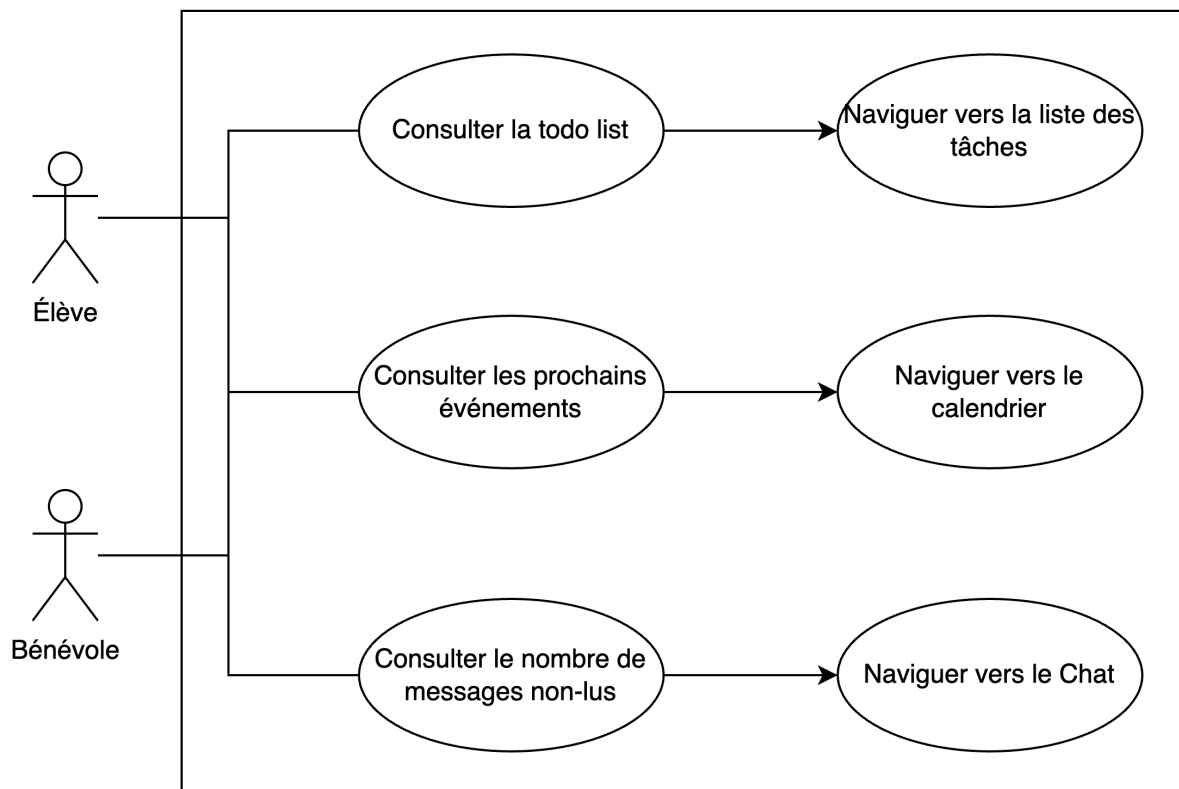 Consulter la todo list
Naviguer vers la liste des
tâches
Élève
Consulter les prochains
événements
Naviguer vers le
calendrier
Bénévole
Consulter le nombre de
messages non-lus
Naviguer vers le Chat